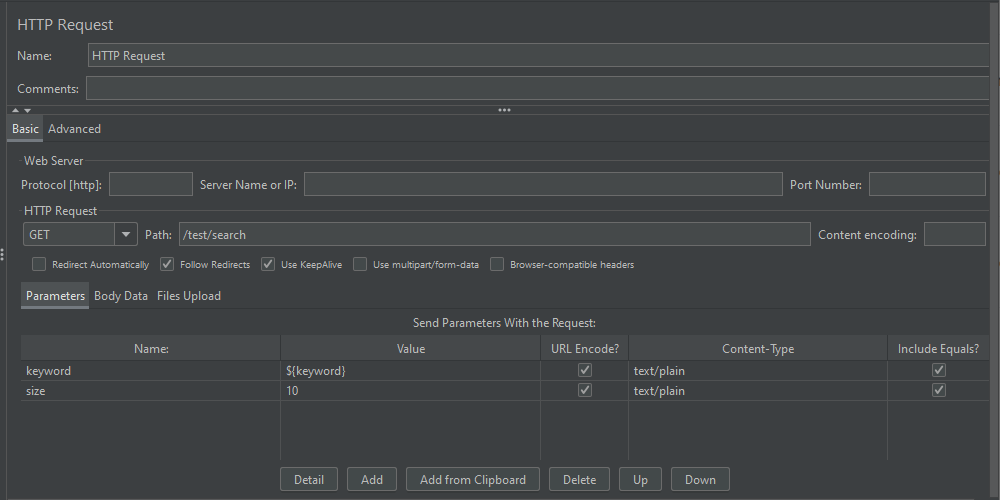 HTTP Request
Name: HTTP Request
Comments:
Basic Advanced
Web Server
Protocol [http]: Server Name or IP: Port Number:
HTTP Request
GET Path: /test/search Content encoding:
Redirect Automatically Follow Redirects Use KeepAlive Use multipart/form-data Browser-compatible headers
Parameters Body Data Files Upload
Send Parameters With the Request:
Name: Value URL Encode? Content-Type Include Equals?
keyword ${keyword} text/plain
size 10 text/plain
Detail Add Add from Clipboard Delete Up Down